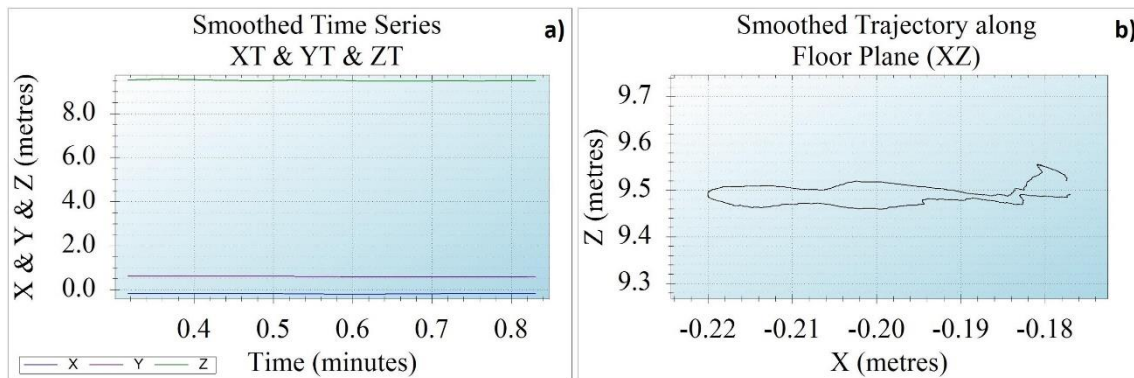 Smoothed Time Series
XT & YT & ZT
a)
X & Y & Z (metres)
8.0
6.0
4.0
2.0
0.0
0.4
0.5
0.6
0.7
0.8
Time (minutes)
X
Y
Z
Smoothed Trajectory along
Floor Plane (XZ)
b)
Z (metres)
9.7
9.6
9.5
9.4
9.3
-0.22
-0.21
-0.20
-0.19
-0.18
X (metres)